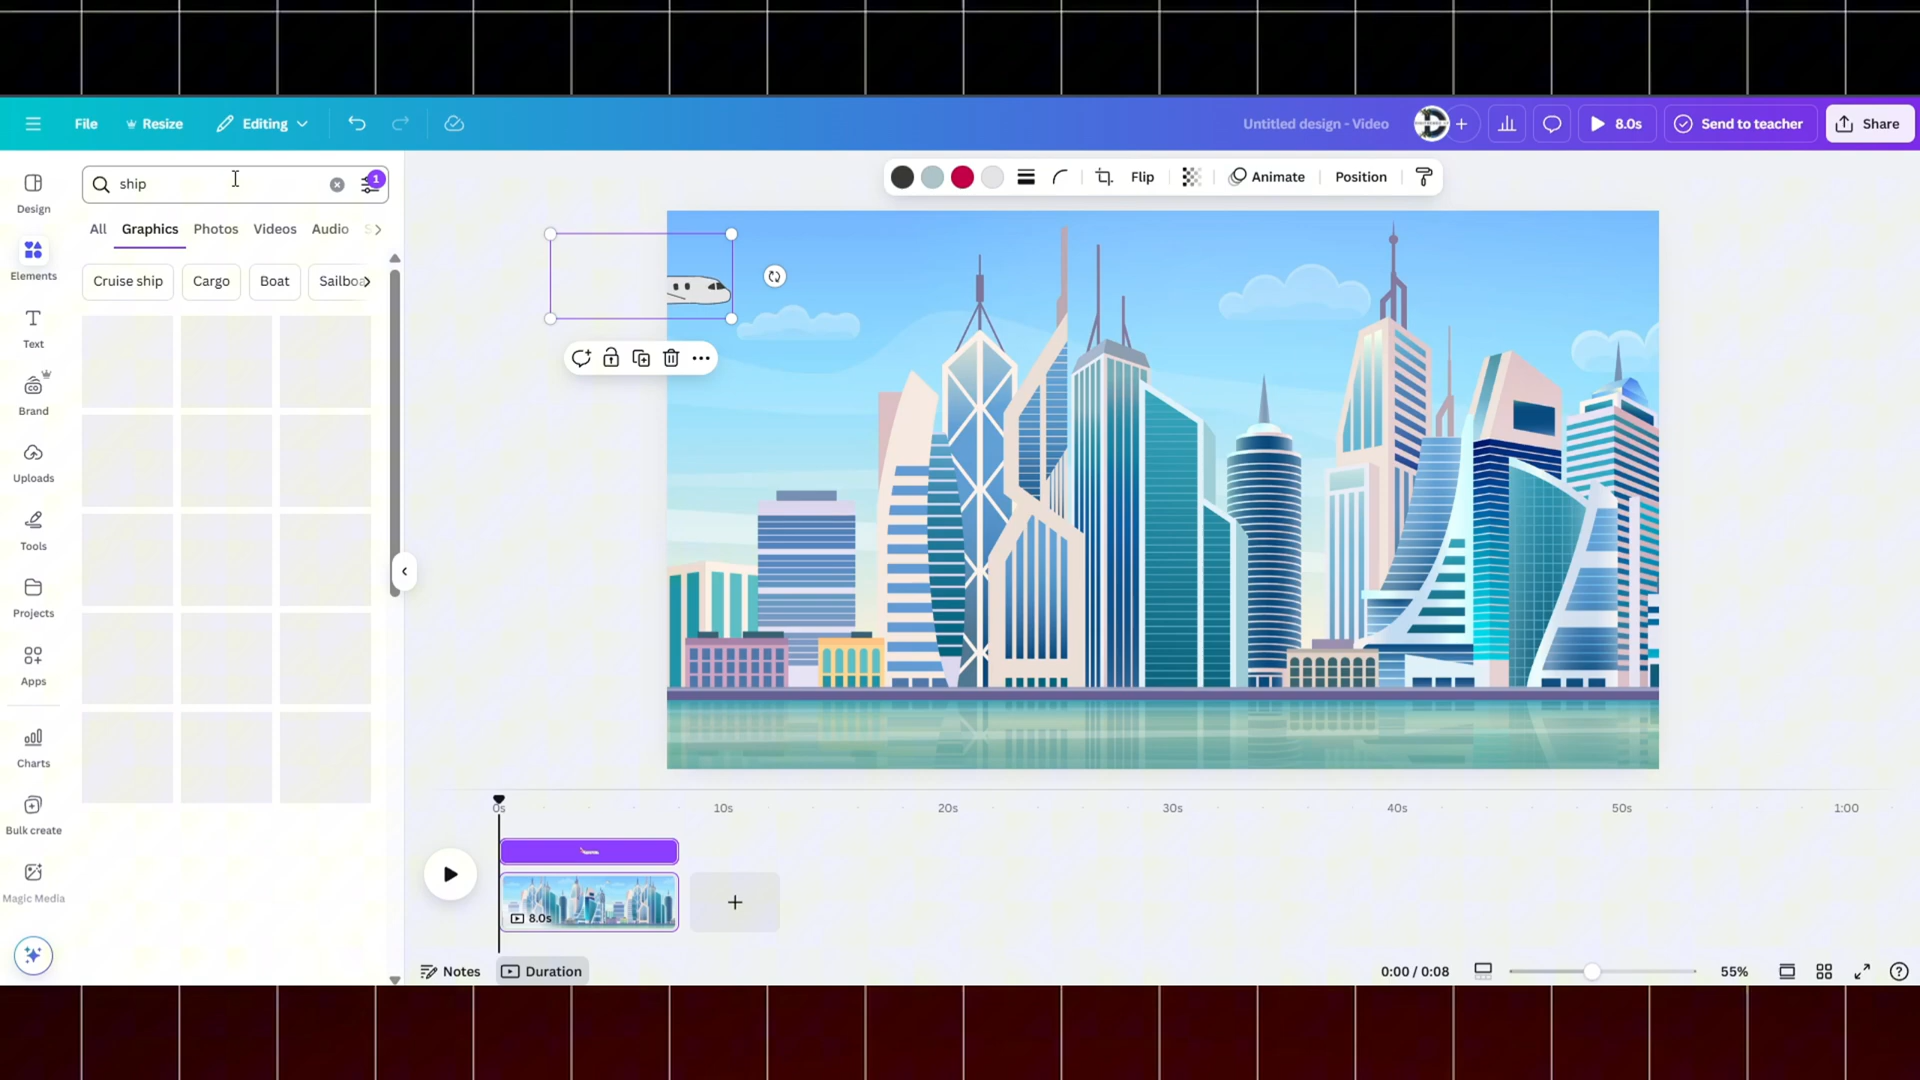 File Resize Editing Untitled design - Video + 8.0s Send to teacher Share
ship 1
Flip Animate Position
Design
All Graphics Photos Videos Audio
Elements
Cruise ship Cargo Boat Sailboa
Text
Brand
Uploads
Tools
Projects
Apps
Charts
Bulk create
Magic Media
0s 10s 20s 30s 40s 50s 1:00
8.0s
Notes Duration 0:00 / 0:08 55%